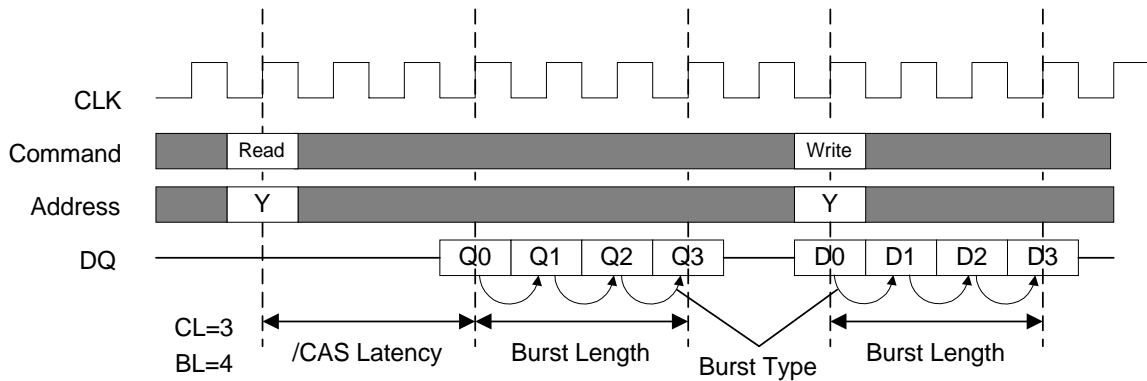 CLK
Command Read Write
Address Y Y
DQ Q0 Q1 Q2 Q3 D0 D1 D2 D3
CL=3
BL=4
/CAS Latency Burst Length Burst Type Burst Length